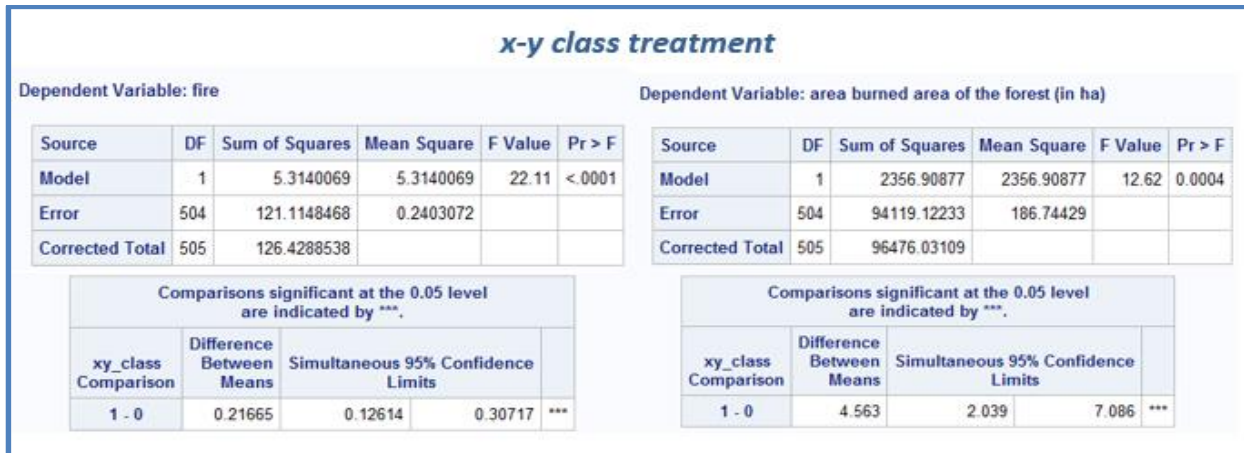 x-y class treatment
Dependent Variable: fire
Source DF Sum of Squares Mean Square F Value Pr > F
Model 1 5.3140069 5.3140069 22.11 <.0001
Error 504 121.1148468 0.2403072
Corrected Total 505 126.4288538
Comparisons significant at the 0.05 level
are indicated by ***.
xy_class
Comparison
Difference
Between
Means
Simultaneous 95% Confidence
Limits
1 - 0 0.21665 0.12614 0.30717 ***
Dependent Variable: area burned area of the forest (in ha)
Source DF Sum of Squares Mean Square F Value Pr > F
Model 1 2356.90877 2356.90877 12.62 0.0004
Error 504 94119.12233 186.74429
Corrected Total 505 96476.03109
Comparisons significant at the 0.05 level
are indicated by ***.
xy_class
Comparison
Difference
Between
Means
Simultaneous 95% Confidence
Limits
1 - 0 4.563 2.039 7.086 ***